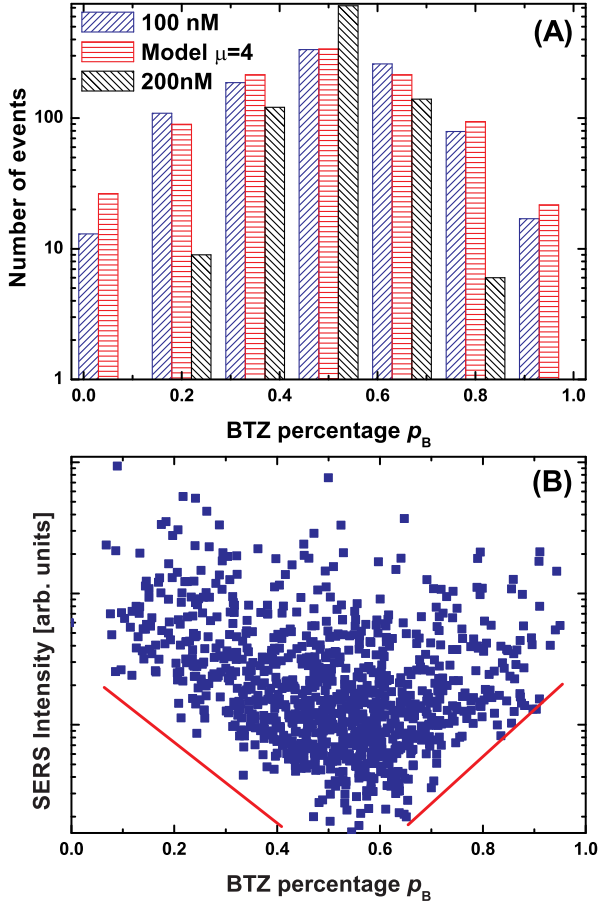 100 nM
Model μ=4
200nM
(A)
Number of events
100
10
1
0.0 0.2 0.4 0.6 0.8 1.0
BTZ percentage pB
(B)
SERS Intensity [arb. units]
0.0 0.2 0.4 0.6 0.8 1.0
BTZ percentage pB